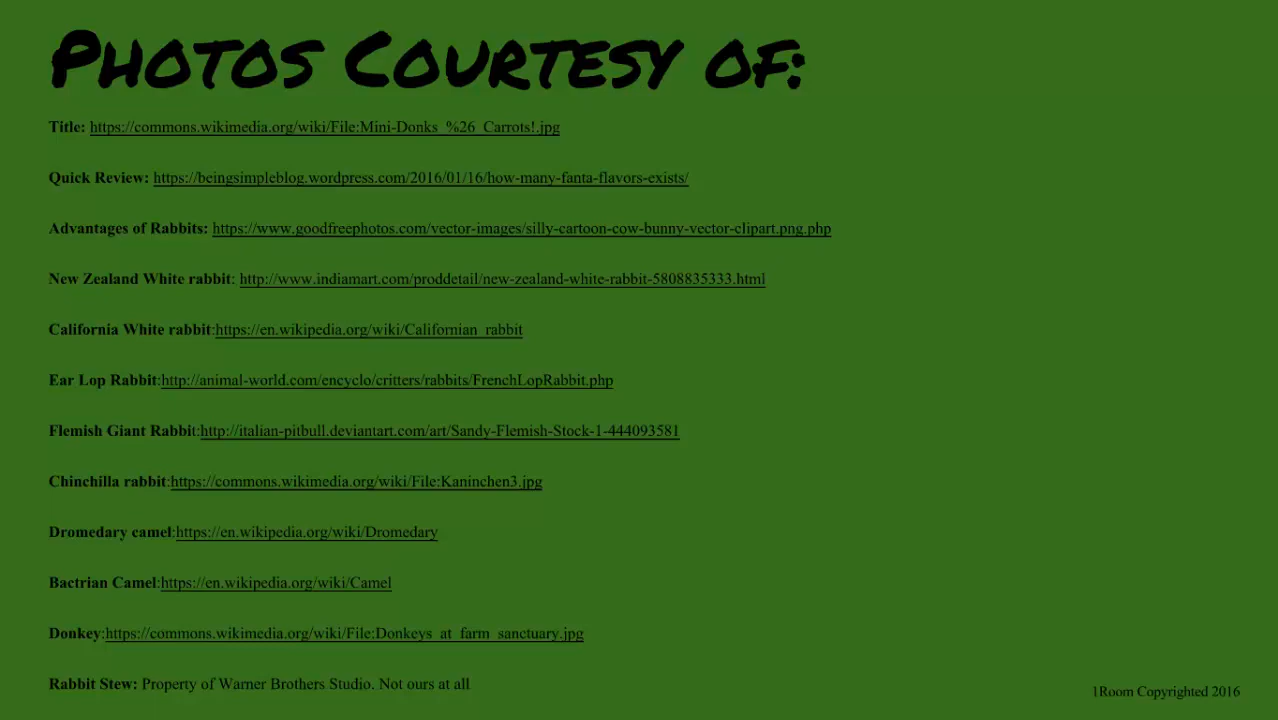 Photos Courtesy of:
Title: https://commons.wikimedia.org/wiki/File:Mini-Donks_%26_Carrots!.jpg
Quick Review: https://beingsimpleblog.wordpress.com/2016/01/16/how-many-fanta-flavors-exists/
Advantages of Rabbits: https://www.goodfreephotos.com/vector-images/silly-cartoon-cow-bunny-vector-clipart.png.php
New Zealand White rabbit: http://www.indiamart.com/proddetail/new-zealand-white-rabbit-5808835333.html
California White rabbit:https://en.wikipedia.org/wiki/Californian_rabbit
Ear Lop Rabbit:http://animal-world.com/encyclo/critters/rabbits/FrenchLopRabbit.php
Flemish Giant Rabbit:http://italian-pitbull.deviantart.com/art/Sandy-Flemish-Stock-1-444093581
Chinchilla rabbit:https://commons.wikimedia.org/wiki/File:Kaninchen3.jpg
Dromedary camel:https://en.wikipedia.org/wiki/Dromedary
Bactrian Camel:https://en.wikipedia.org/wiki/Camel
Donkey:https://commons.wikimedia.org/wiki/File:Donkeys_at_farm_sanctuary.jpg
Rabbit Stew: Property of Warner Brothers Studio. Not ours at all
1Room Copyrighted 2016